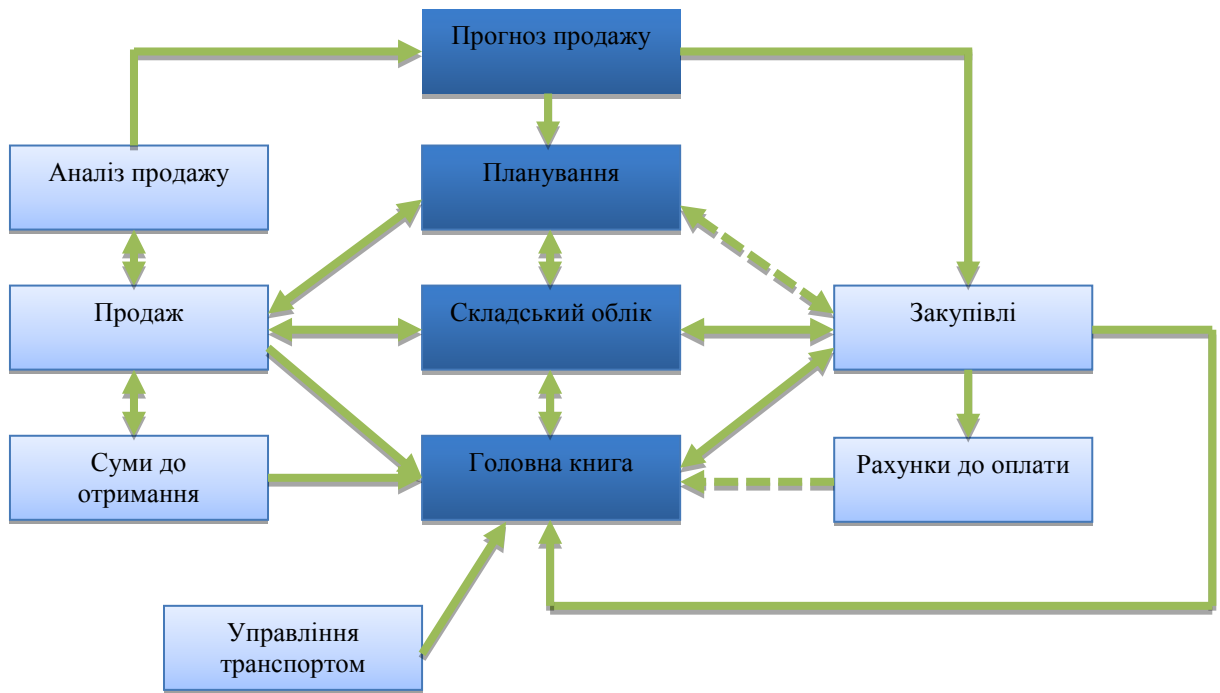 Прогноз продажу
Аналіз продажу
Планування
Продаж
Складський облік
Закупівлі
Суми до
отримання
Головна книга
Рахунки до оплати
Управління
транспортом